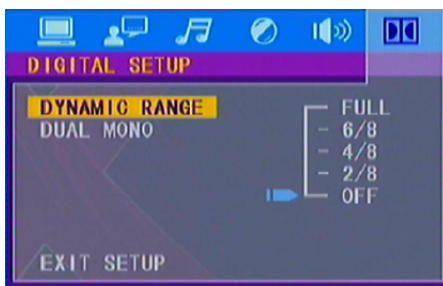 DIGITAL SETUP
DYNAMIC RANGE
DUAL MONO
FULL
6/8
4/8
2/8
OFF
EXIT SETUP